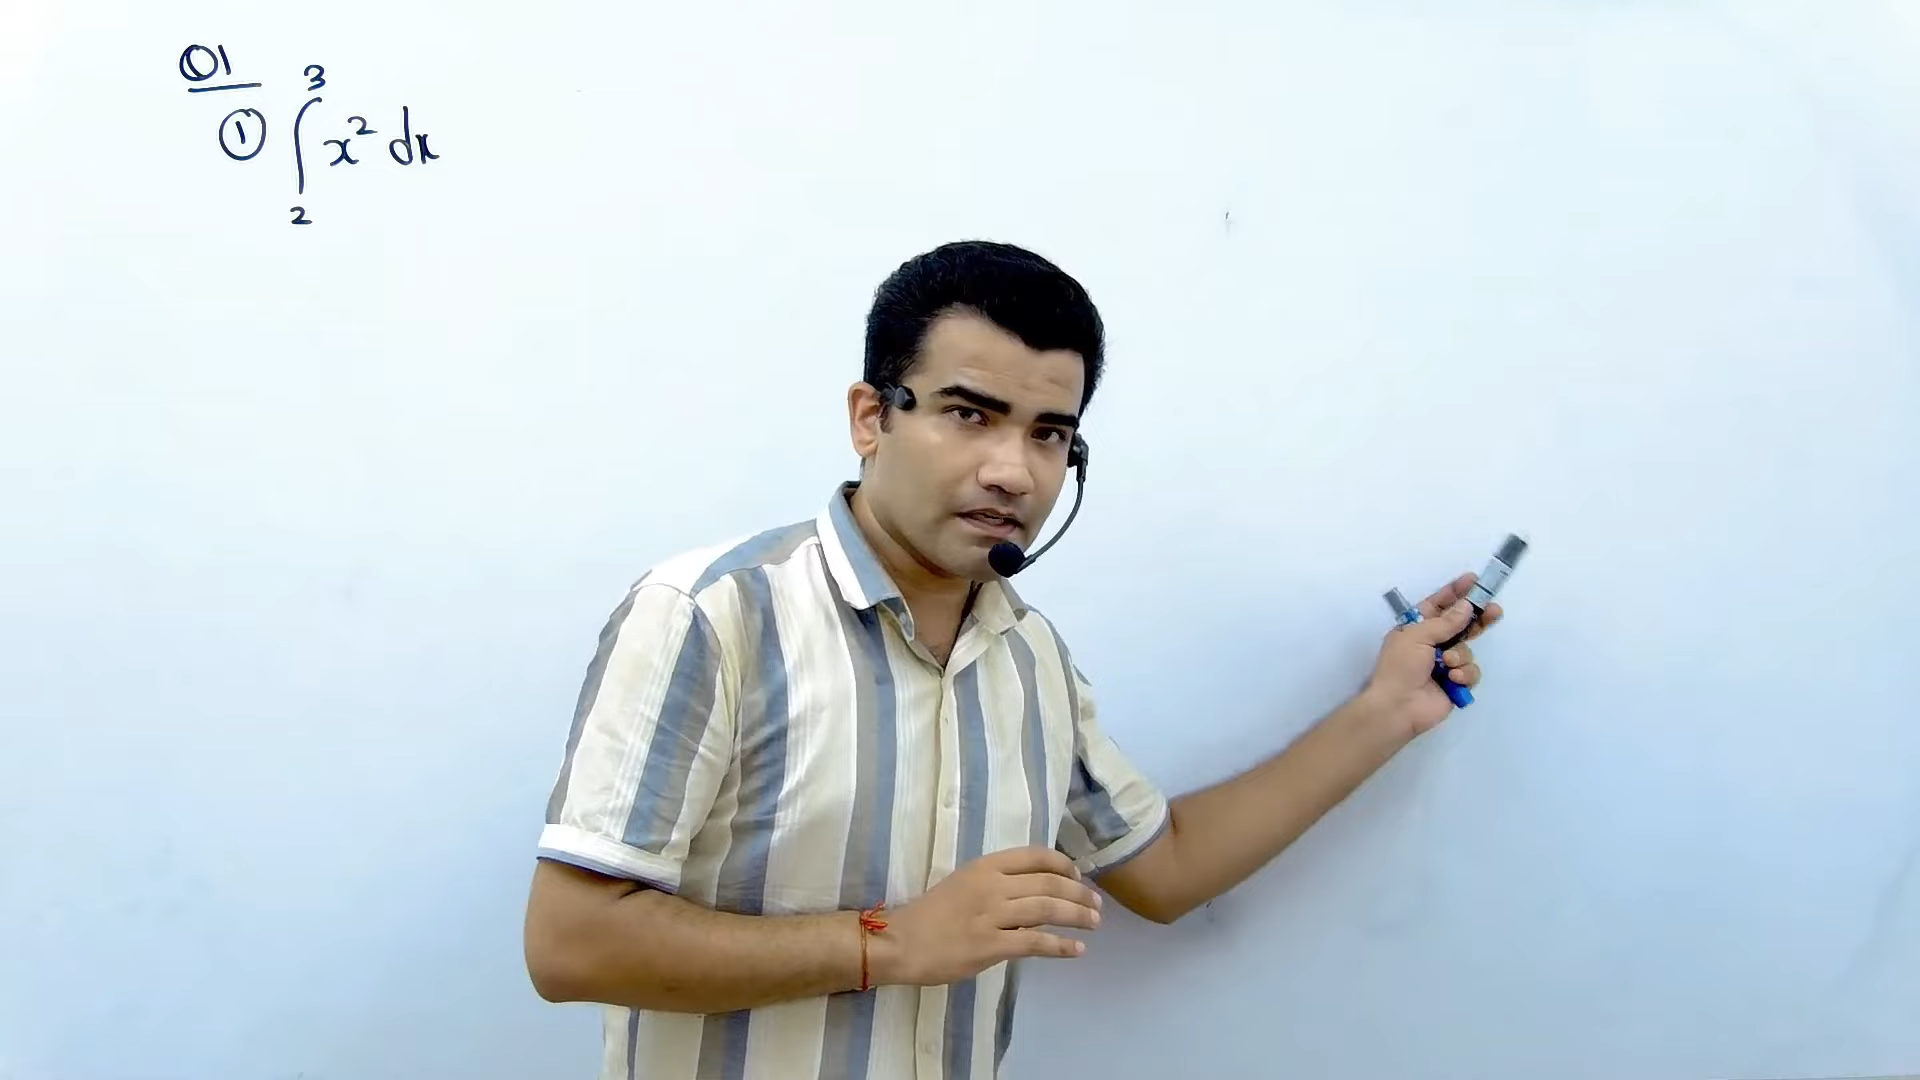 Q1
① ∫₂³ x² dx